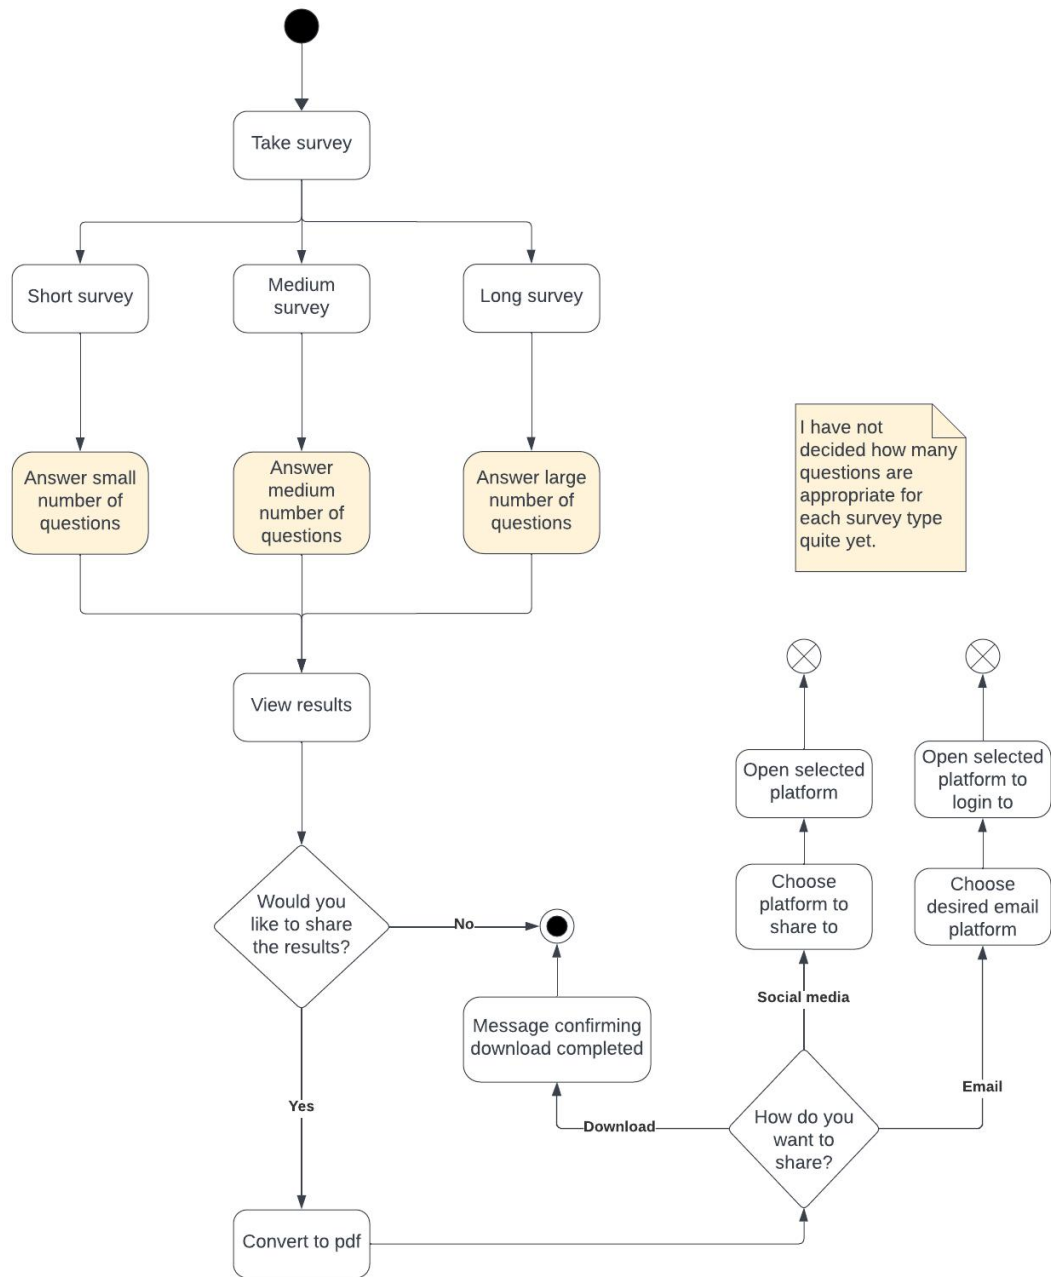 Take survey
Short survey
Medium
survey
Long survey
Answer small
number of
questions
Answer
medium
number of
questions
Answer large
number of
questions
I have not
decided how many
questions are
appropriate for
each survey type
quite yet.
View results
Would you
like to share
the results?
No
Yes
Convert to pdf
Message confirming
download completed
Download
How do you
want to
share?
Social media
Choose
platform to
share to
Open selected
platform
Email
Choose
desired email
platform
Open selected
platform to
login to